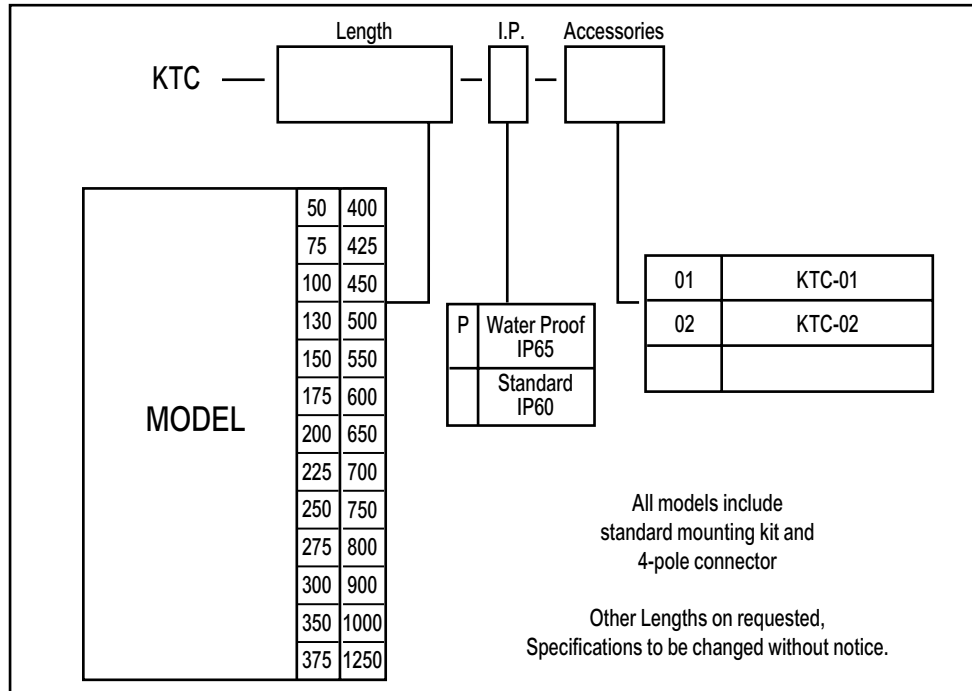 Length I.P. Accessories
KTC
50 400
75 425
100 450
130 500
150 550
175 600
200 650
225 700
250 750
275 800
300 900
350 1000
375 1250
MODEL
P Water Proof
IP65
Standard
IP60
01 KTC-01
02 KTC-02
All models include
standard mounting kit and
4-pole connector
Other Lengths on requested,
Specifications to be changed without notice.